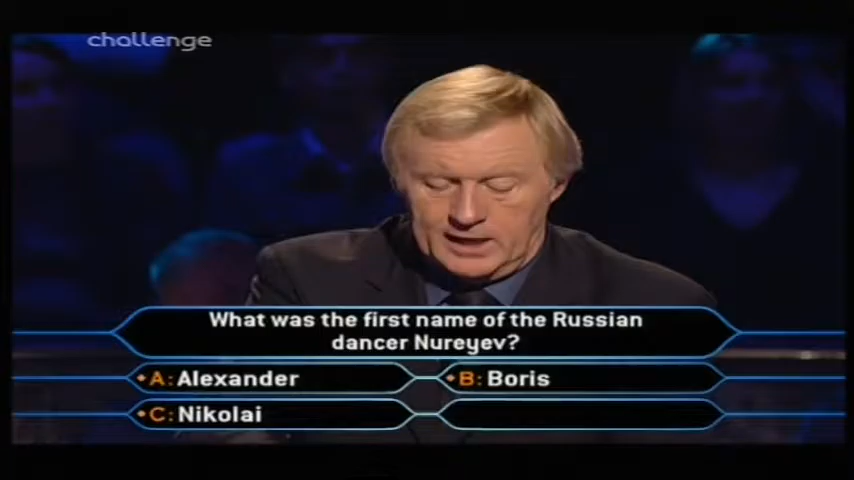 challenge
What was the first name of the Russian
dancer Nureyev?
A: Alexander
B: Boris
C: Nikolai